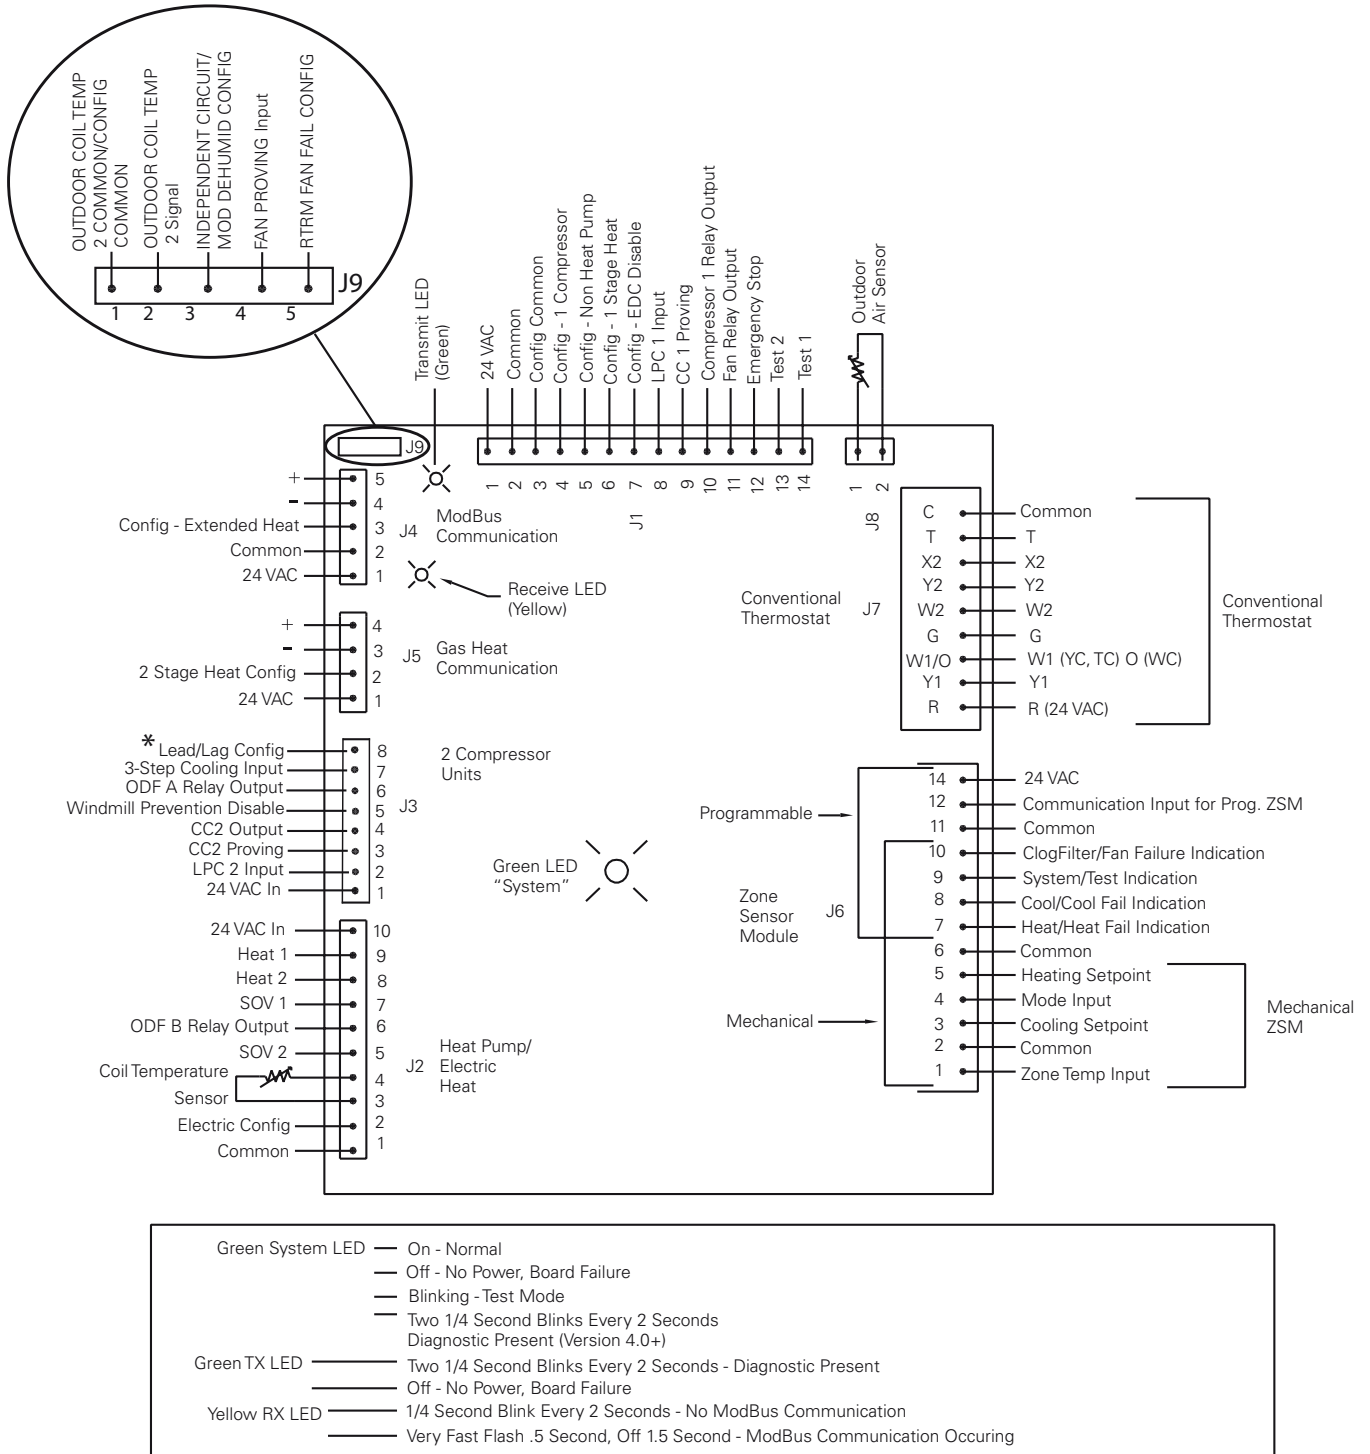 OUTDOOR COIL TEMP
2 COMMON/CONFIG
COMMON
OUTDOOR COIL TEMP
2 Signal
INDEPENDENT CIRCUIT/
MOD DEHUMID CONFIG
FAN PROVING Input
RTRM FAN FAIL CONFIG
J9
1 2 3 4 5
Transmit LED
(Green)
24 VAC
Common
Config Common
Config - 1 Compressor
Config - Non Heat Pump
Config - 1 Stage Heat
Config - EDC Disable
LPC 1 Input
CC 1 Proving
Compressor 1 Relay Output
Fan Relay Output
Emergency Stop
Test 2
Test 1
Outdoor
Air Sensor
J9
1 2 3 4 5 6 7 8 9 10 11 12 13 14
J1
1 2
J8
+ 5
- 4
Config - Extended Heat 3
Common 2
24 VAC 1
J4
ModBus
Communication
Receive LED
(Yellow)
+ 4
- 3
2 Stage Heat Config 2
24 VAC 1
J5
Gas Heat
Communication
* Lead/Lag Config 8
3-Step Cooling Input 7
ODF A Relay Output 6
Windmill Prevention Disable 5
CC2 Output 4
CC2 Proving 3
LPC 2 Input 2
24 VAC In 1
J3
2 Compressor
Units
Green LED
“System”
24 VAC In 10
Heat 1 9
Heat 2 8
SOV 1 7
ODF B Relay Output 6
SOV 2 5
Coil Temperature 4
Sensor 3
Electric Config 2
Common 1
J2
Heat Pump/
Electric
Heat
Conventional
Thermostat
J7
C Common
T T
X2 X2
Y2 Y2
W2 W2
G G
W1/O W1 (YC, TC) O (WC)
Y1 Y1
R R (24 VAC)
Conventional
Thermostat
Programmable
Zone
Sensor
Module
J6
Mechanical
14 24 VAC
12 Communication Input for Prog. ZSM
11 Common
10 ClogFilter/Fan Failure Indication
9 System/Test Indication
8 Cool/Cool Fail Indication
7 Heat/Heat Fail Indication
6 Common
5 Heating Setpoint
4 Mode Input
3 Cooling Setpoint
2 Common
1 Zone Temp Input
Mechanical
ZSM
Green System LED On - Normal
Off - No Power, Board Failure
Blinking - Test Mode
Two 1/4 Second Blinks Every 2 Seconds
Diagnostic Present (Version 4.0+)
Green TX LED Two 1/4 Second Blinks Every 2 Seconds - Diagnostic Present
Off - No Power, Board Failure
Yellow RX LED 1/4 Second Blink Every 2 Seconds - No ModBus Communication
Very Fast Flash .5 Second, Off 1.5 Second - ModBus Communication Occuring